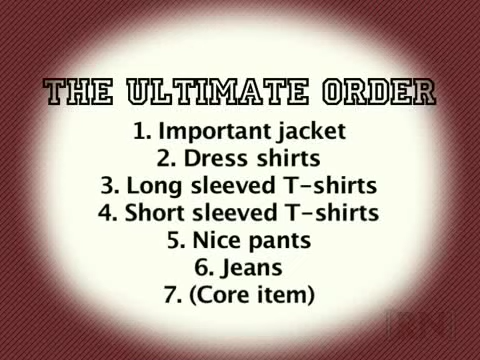 THE ULTIMATE ORDER
1. Important jacket
2. Dress shirts
3. Long sleeved T-shirts
4. Short sleeved T-shirts
5. Nice pants
6. Jeans
7. (Core item)